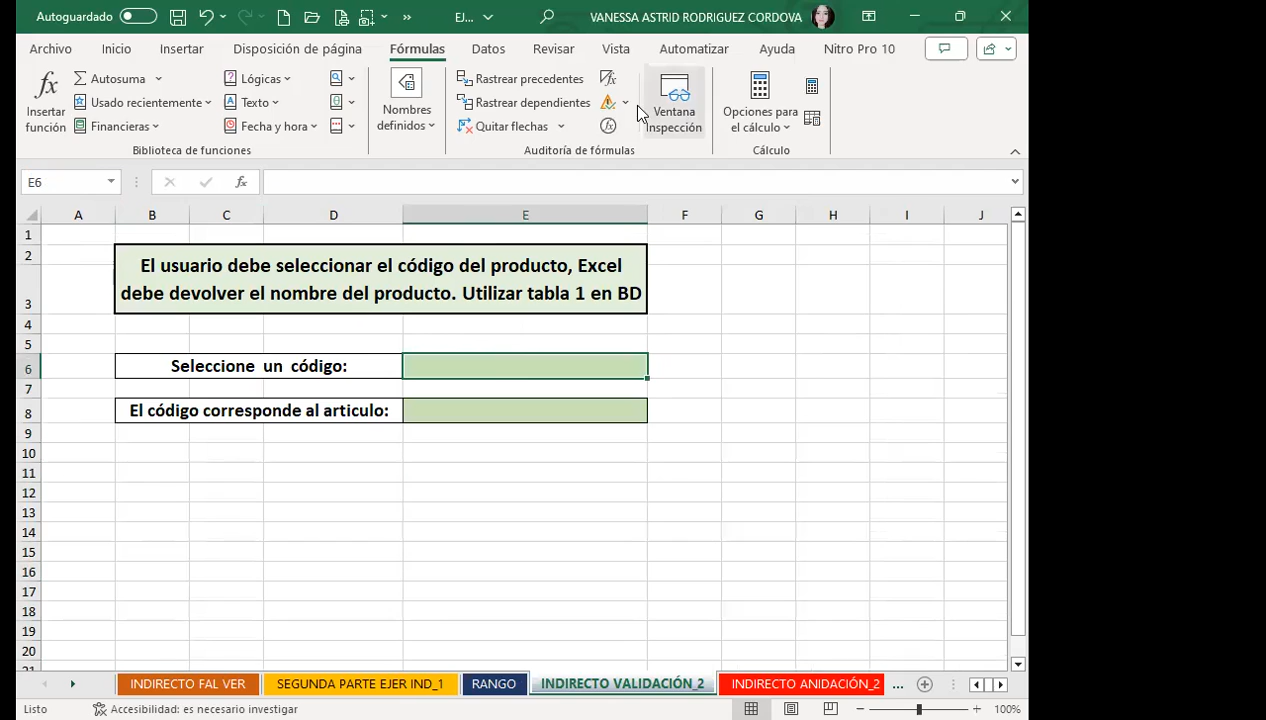 Autoguardado EJ... VANESSA ASTRID RODRIGUEZ CORDOVA
Archivo Inicio Insertar Disposición de página Fórmulas Datos Revisar Vista Automatizar Ayuda Nitro Pro 10
Insertar función
Autosuma
Usado recientemente
Financieras
Lógicas
Texto
Fecha y hora
Biblioteca de funciones
Nombres definidos
Rastrear precedentes
Rastrear dependientes
Quitar flechas
Auditoría de fórmulas
Ventana Inspección
Opciones para el cálculo
Cálculo
E6 fx
A B C D E F G H I J
1
2
El usuario debe seleccionar el código del producto, Excel
debe devolver el nombre del producto. Utilizar tabla 1 en BD
3
4
5
6 Seleccione un código:
7
8 El código corresponde al articulo:
9
10
11
12
13
14
15
16
17
18
19
20
21
INDIRECTO FAL VER SEGUNDA PARTE EJER IND_1 RANGO INDIRECTO VALIDACIÓN_2 INDIRECTO ANIDACIÓN_2 ...
Listo Accesibilidad: es necesario investigar 100%